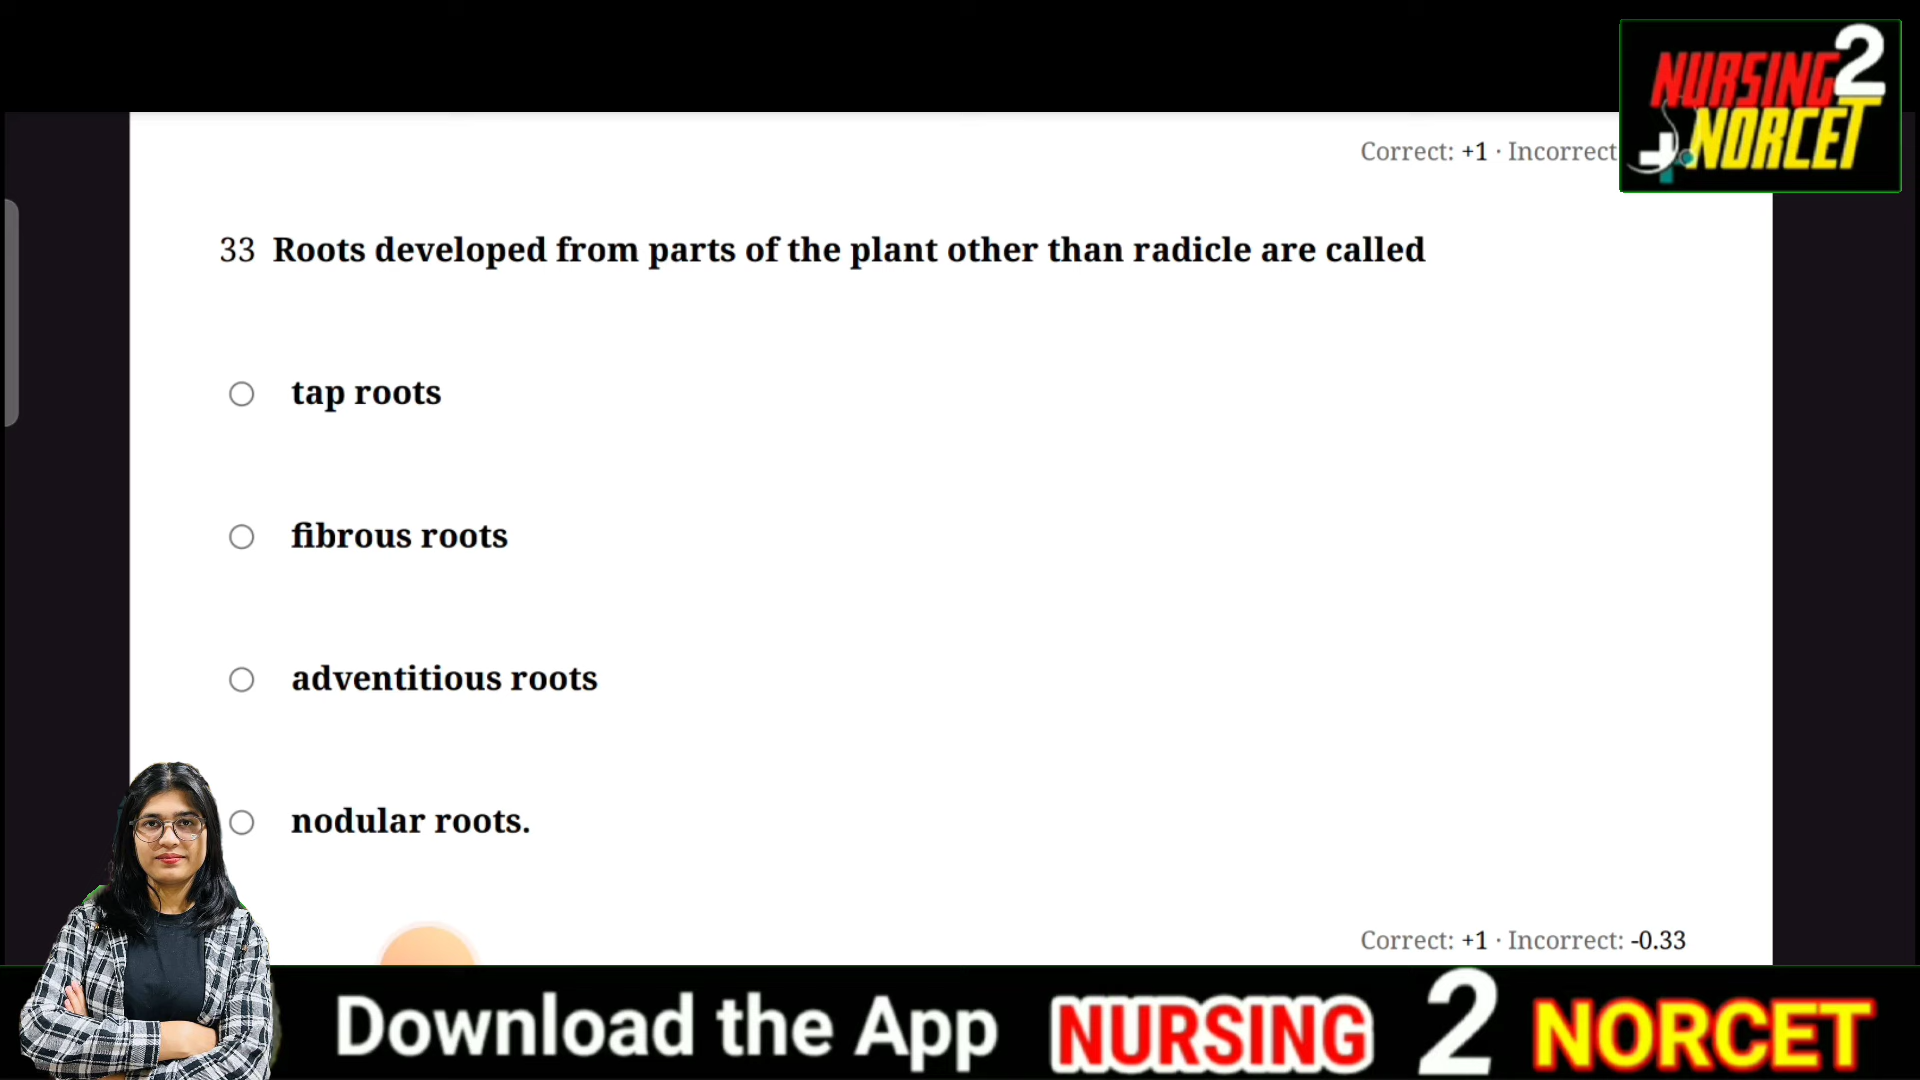 NURSING 2
NORCET
Correct: +1 · Incorrect
33 Roots developed from parts of the plant other than radicle are called
tap roots
fibrous roots
adventitious roots
nodular roots.
Correct: +1 · Incorrect: -0.33
Download the App NURSING 2 NORCET